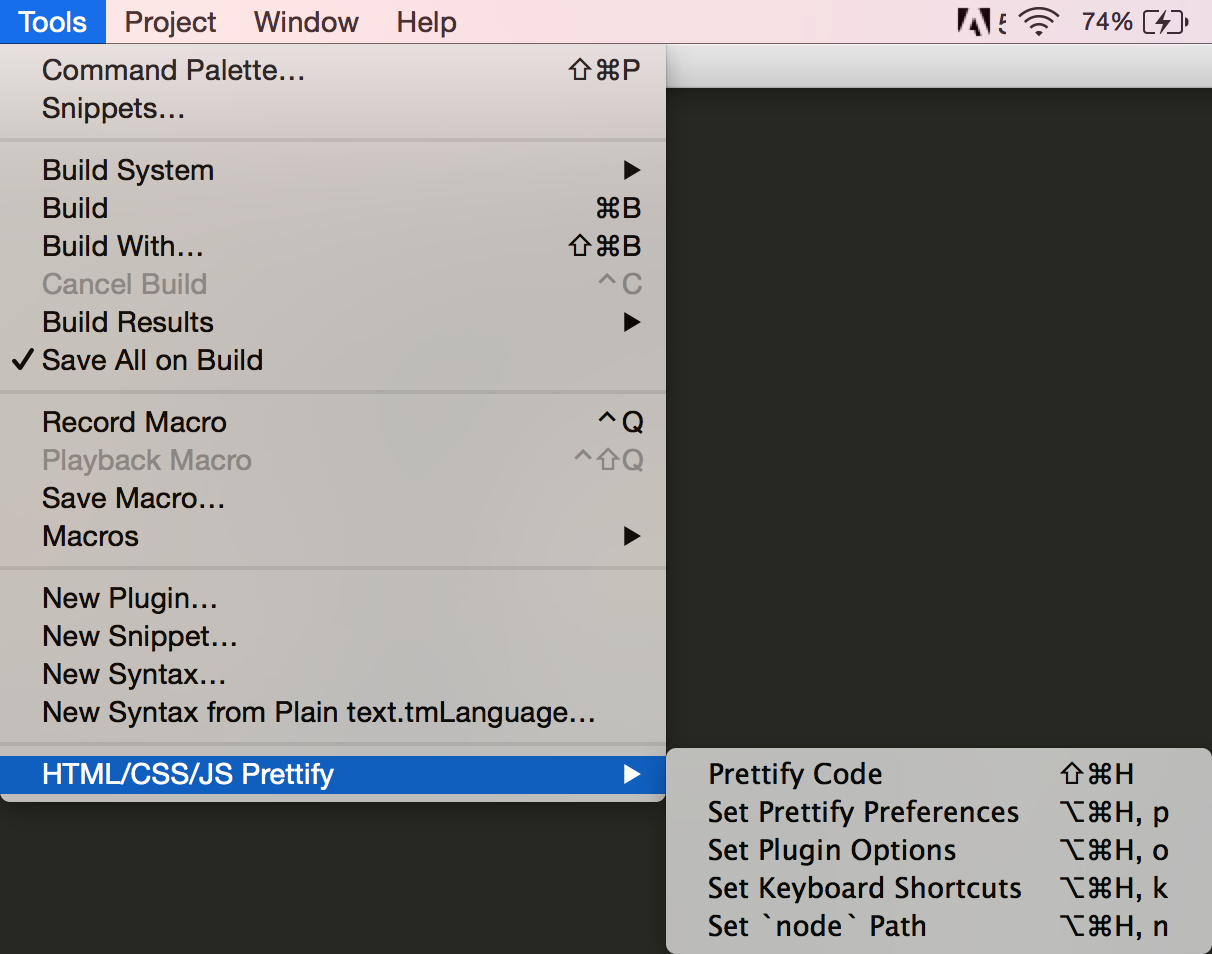 Tools Project Window Help 5 74%
Command Palette… ⇧⌘P
Snippets…
Build System ▶
Build ⌘B
Build With… ⇧⌘B
Cancel Build ^C
Build Results ▶
✓ Save All on Build
Record Macro ^Q
Playback Macro ^⇧Q
Save Macro…
Macros ▶
New Plugin…
New Snippet…
New Syntax…
New Syntax from Plain text.tmLanguage…
HTML/CSS/JS Prettify ▶
Prettify Code ⇧⌘H
Set Prettify Preferences ⌥⌘H, p
Set Plugin Options ⌥⌘H, o
Set Keyboard Shortcuts ⌥⌘H, k
Set `node` Path ⌥⌘H, n